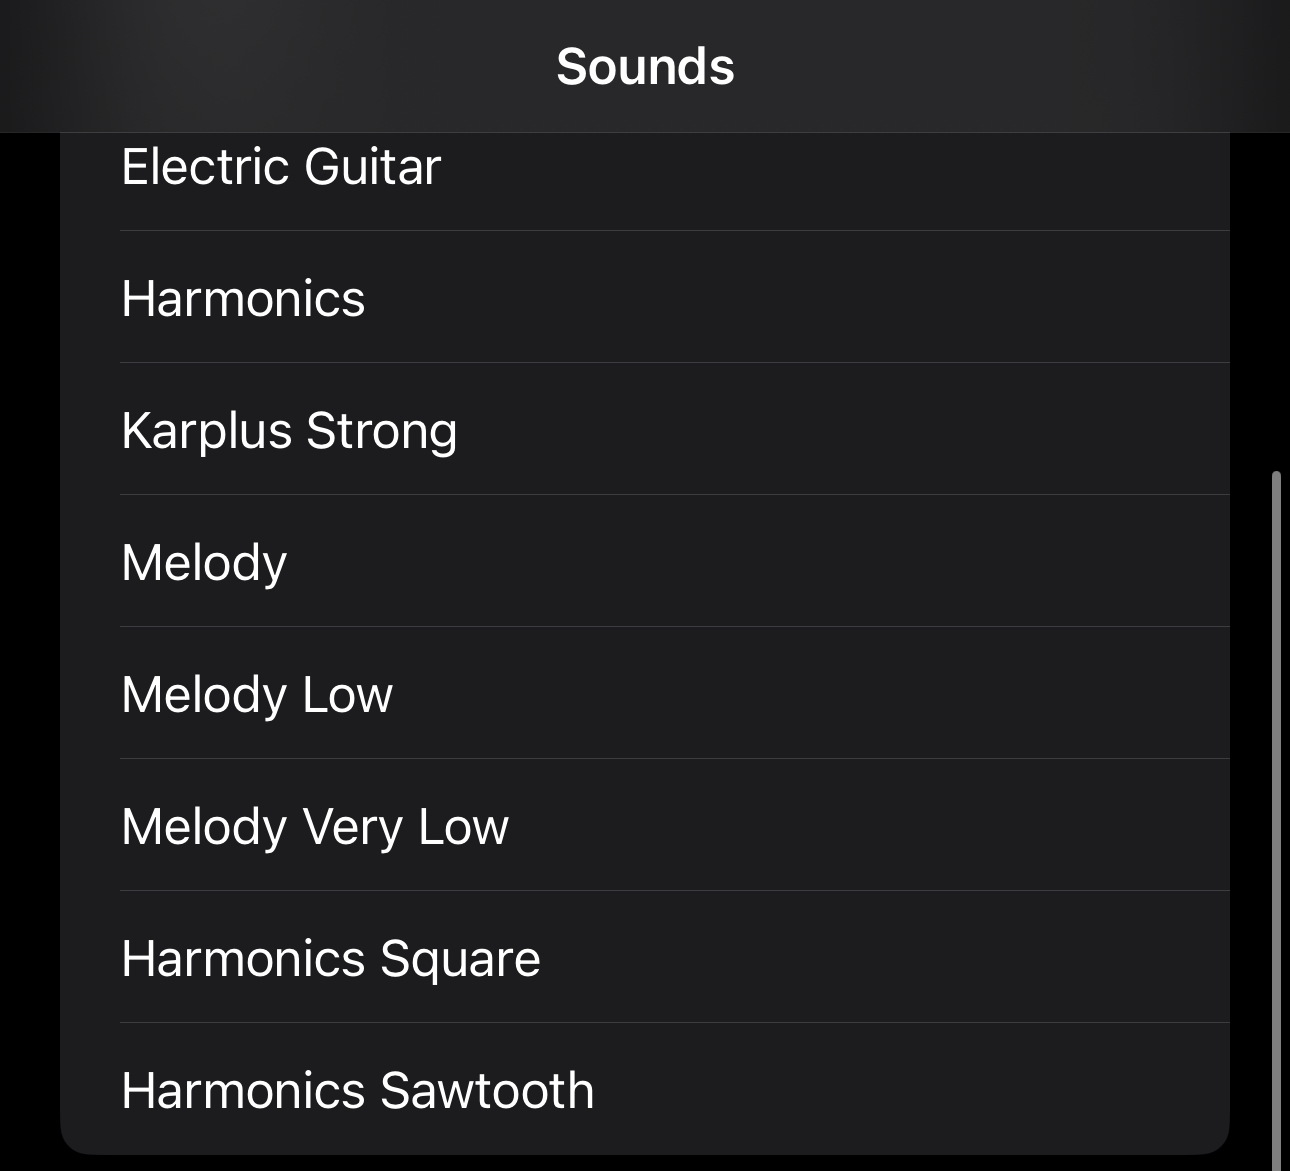 Sounds
Electric Guitar
Harmonics
Karplus Strong
Melody
Melody Low
Melody Very Low
Harmonics Square
Harmonics Sawtooth